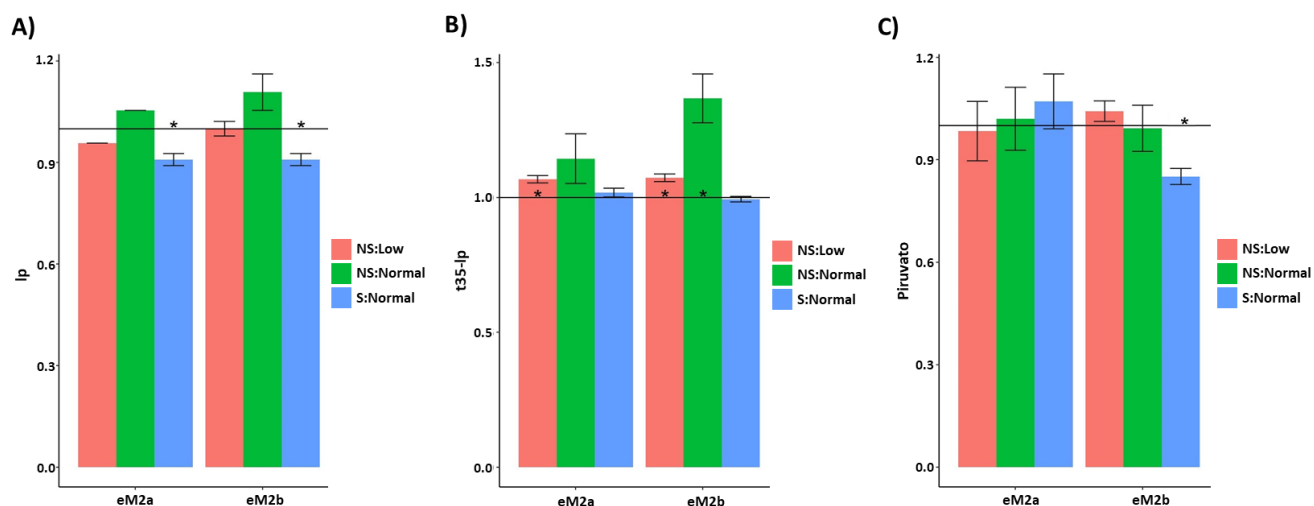 A)
1.2
0.9
0.6
0.3
0.0
Ip
*
*
eM2a
eM2b
NS:Low
NS:Normal
S:Normal
B)
1.5
1.0
0.5
0.0
t35-Ip
*
*
*
eM2a
eM2b
NS:Low
NS:Normal
S:Normal
C)
1.2
0.9
0.6
0.3
0.0
Piruvato
*
eM2a
eM2b
NS:Low
NS:Normal
S:Normal